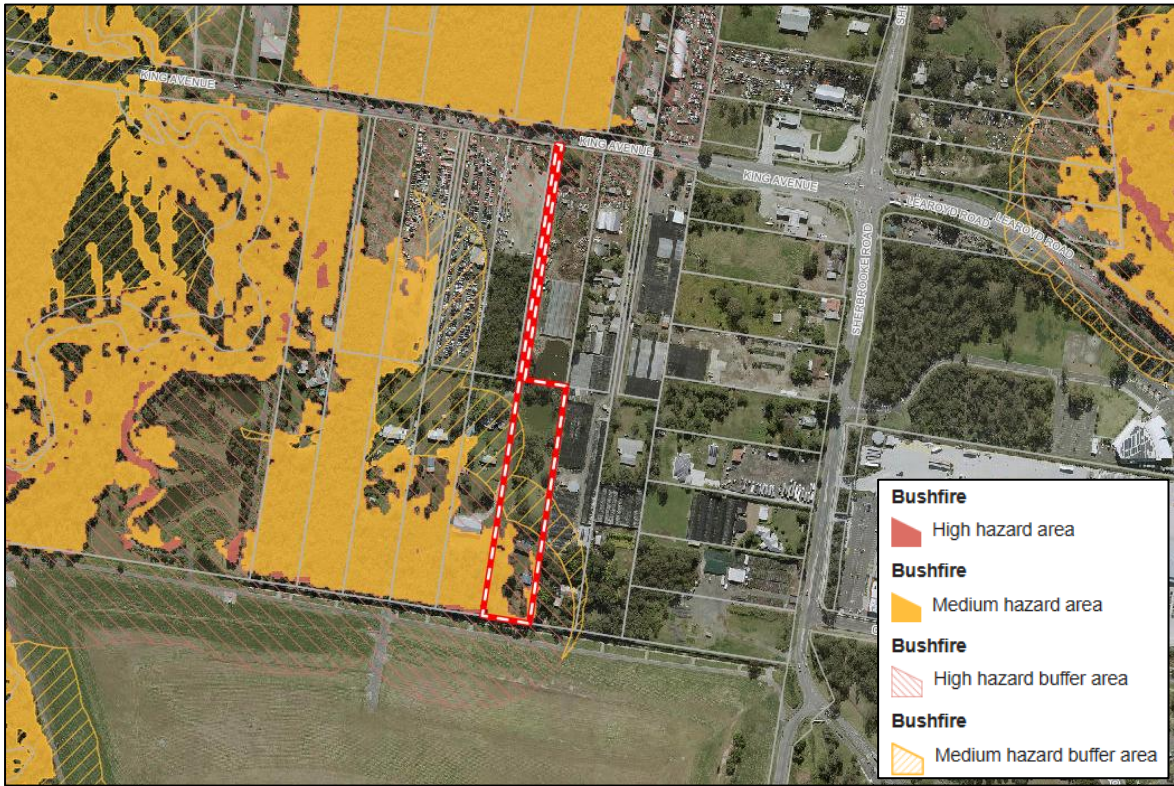 KING AVENUE
KING AVENUE
KING AVENUE
LEAROYD ROAD
LEAROYD ROAD
SHERBROOKE ROAD
Bushfire
High hazard area
Bushfire
Medium hazard area
Bushfire
High hazard buffer area
Bushfire
Medium hazard buffer area